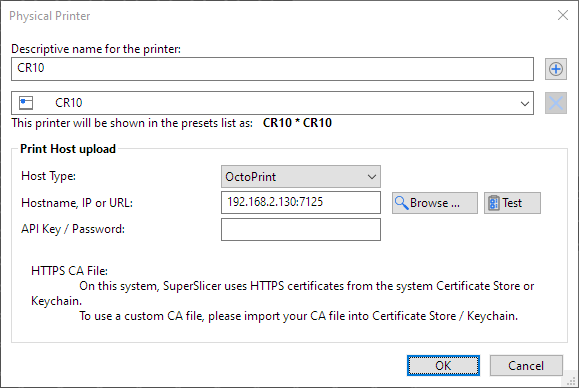 Physical Printer
Descriptive name for the printer:
CR10
CR10
This printer will be shown in the presets list as: CR10 * CR10
Print Host upload
Host Type: OctoPrint
Hostname, IP or URL: 192.168.2.130:7125 Browse ... Test
API Key / Password:
HTTPS CA File:
On this system, SuperSlicer uses HTTPS certificates from the system Certificate Store or
Keychain.
To use a custom CA file, please import your CA file into Certificate Store / Keychain.
OK Cancel